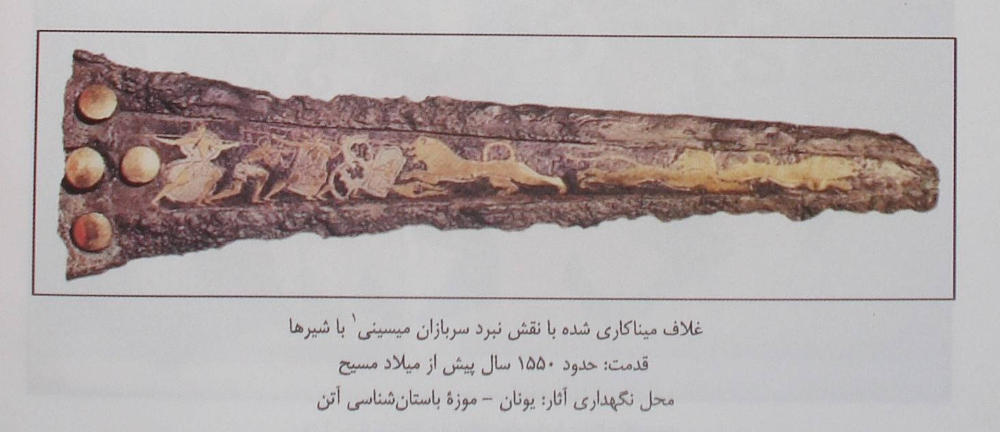 غلاف میناکاری شده با نقش نبرد سربازان میسینی۱ با شیرها
قدمت: حدود ۱۵۵۰ سال پیش از میلاد مسیح
محل نگهداری آثار: یونان - موزهٔ باستان‌شناسی آتن